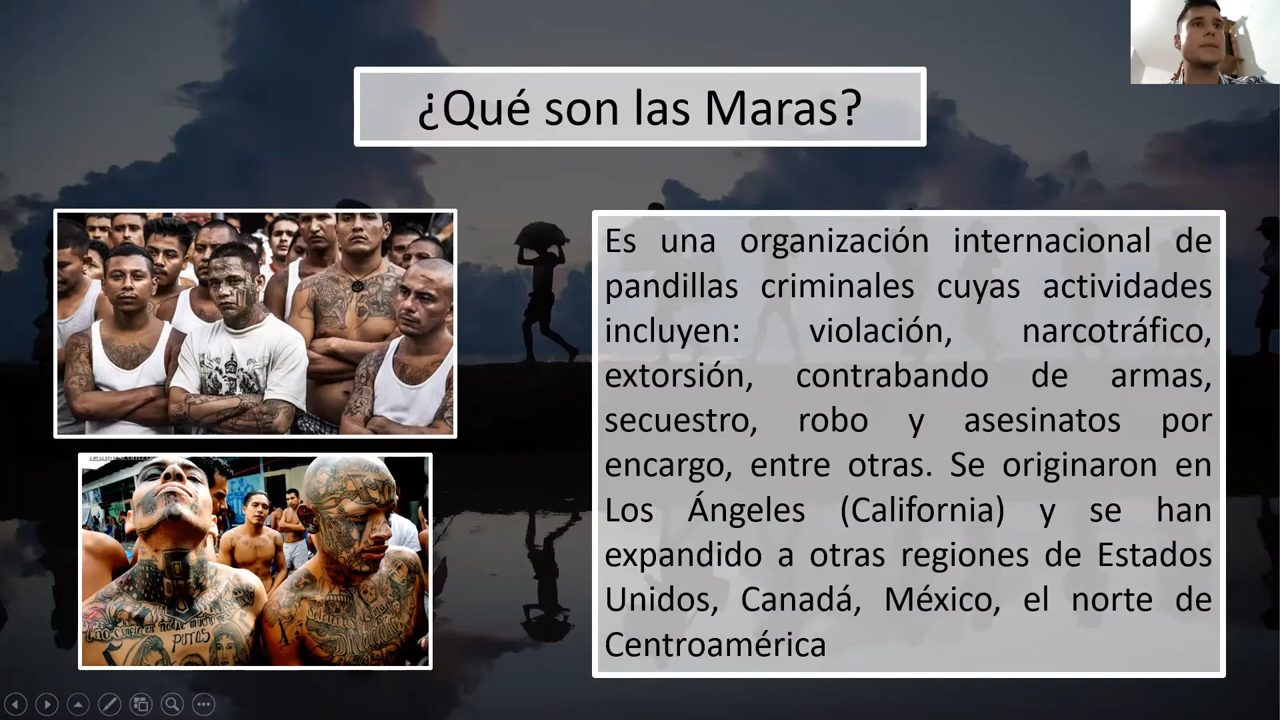 ¿Qué son las Maras?
Es una organización internacional de
pandillas criminales cuyas actividades
incluyen: violación, narcotráfico,
extorsión, contrabando de armas,
secuestro, robo y asesinatos por
encargo, entre otras. Se originaron en
Los Ángeles (California) y se han
expandido a otras regiones de Estados
Unidos, Canadá, México, el norte de
Centroamérica
PUTAS